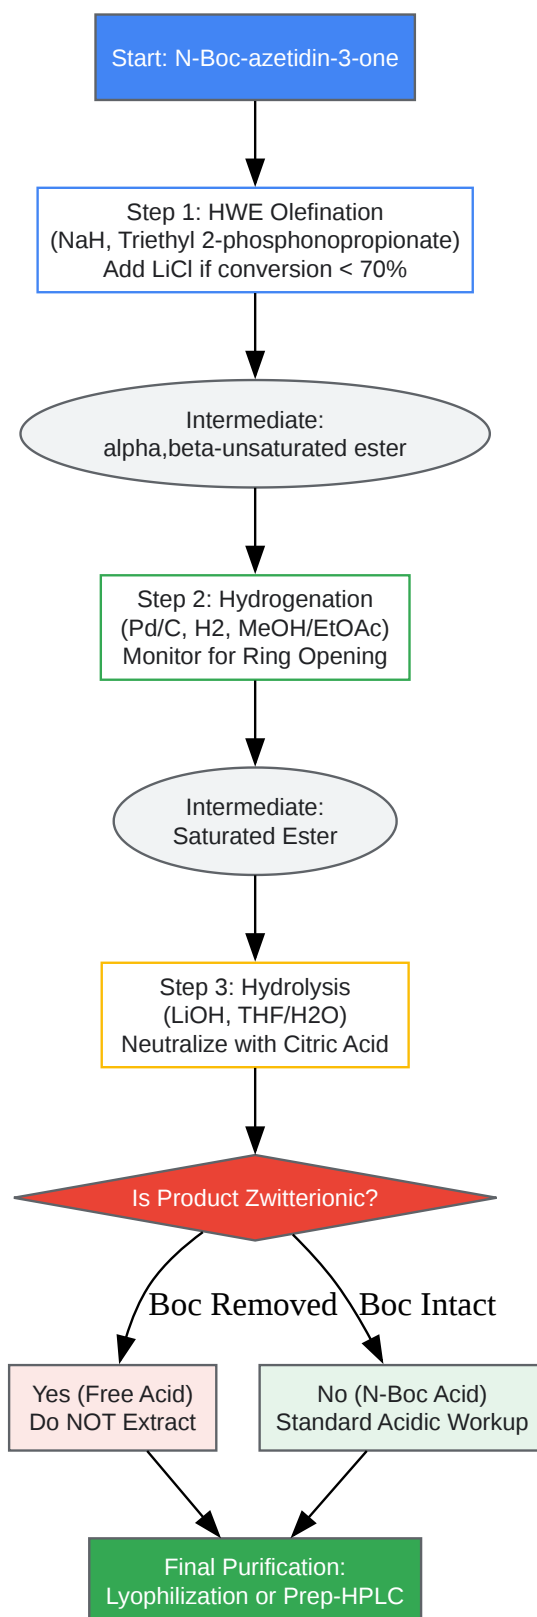 Start: N-Boc-azetidin-3-one
Step 1: HWE Olefination
(NaH, Triethyl 2-phosphonopropionate)
Add LiCl if conversion < 70%
Intermediate:
alpha,beta-unsaturated ester
Step 2: Hydrogenation
(Pd/C, H2, MeOH/EtOAc)
Monitor for Ring Opening
Intermediate:
Saturated Ester
Step 3: Hydrolysis
(LiOH, THF/H2O)
Neutralize with Citric Acid
Is Product Zwitterionic?
Boc Removed
Boc Intact
Yes (Free Acid)
Do NOT Extract
No (N-Boc Acid)
Standard Acidic Workup
Final Purification:
Lyophilization or Prep-HPLC